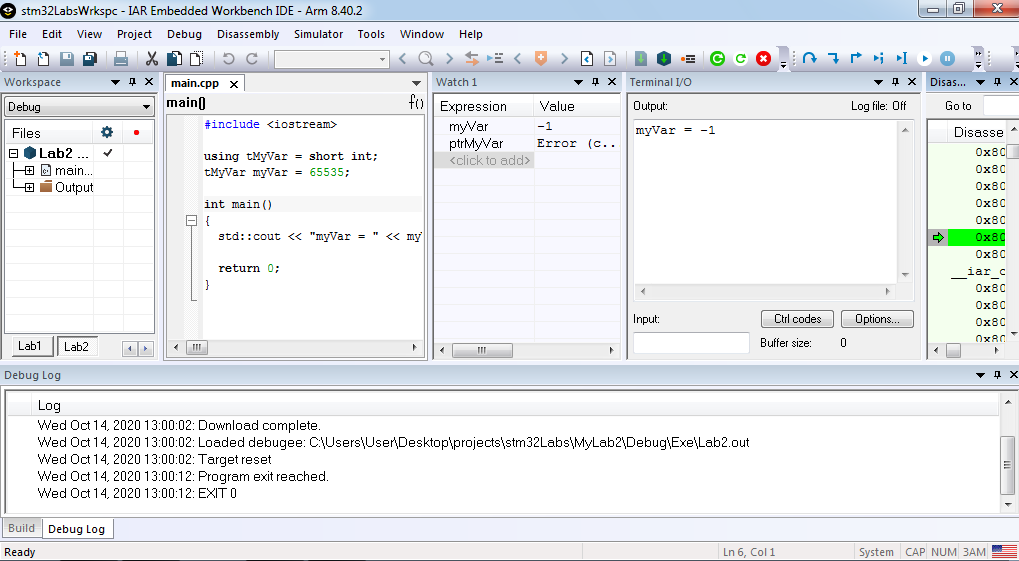 stm32LabsWrkspc - IAR Embedded Workbench IDE - Arm 8.40.2
File Edit View Project Debug Disassembly Simulator Tools Window Help
Workspace
Debug
Files
Lab2 ...
main...
Output
Lab1 Lab2
main.cpp
main() f()
#include <iostream>
using tMyVar = short int;
tMyVar myVar = 65535;
int main()
{
std::cout << "myVar = " << my
return 0;
}
Watch 1
Expression Value
myVar -1
ptrMyVar Error (c..
<click to add>
Terminal I/O
Output: Log file: Off
myVar = -1
Input: Ctrl codes Options...
Buffer size: 0
Disas...
Go to
Disasse
0x80
0x80
0x80
0x80
0x80
0x80
0x80
__iar_c
0x80
0x80
0x80
0x80
Debug Log
Log
Wed Oct 14, 2020 13:00:02: Download complete.
Wed Oct 14, 2020 13:00:02: Loaded debugee: C:\Users\User\Desktop\projects\stm32Labs\MyLab2\Debug\Exe\Lab2.out
Wed Oct 14, 2020 13:00:02: Target reset
Wed Oct 14, 2020 13:00:12: Program exit reached.
Wed Oct 14, 2020 13:00:12: EXIT 0
Build Debug Log
Ready Ln 6, Col 1 System CAP NUM ЗАМ